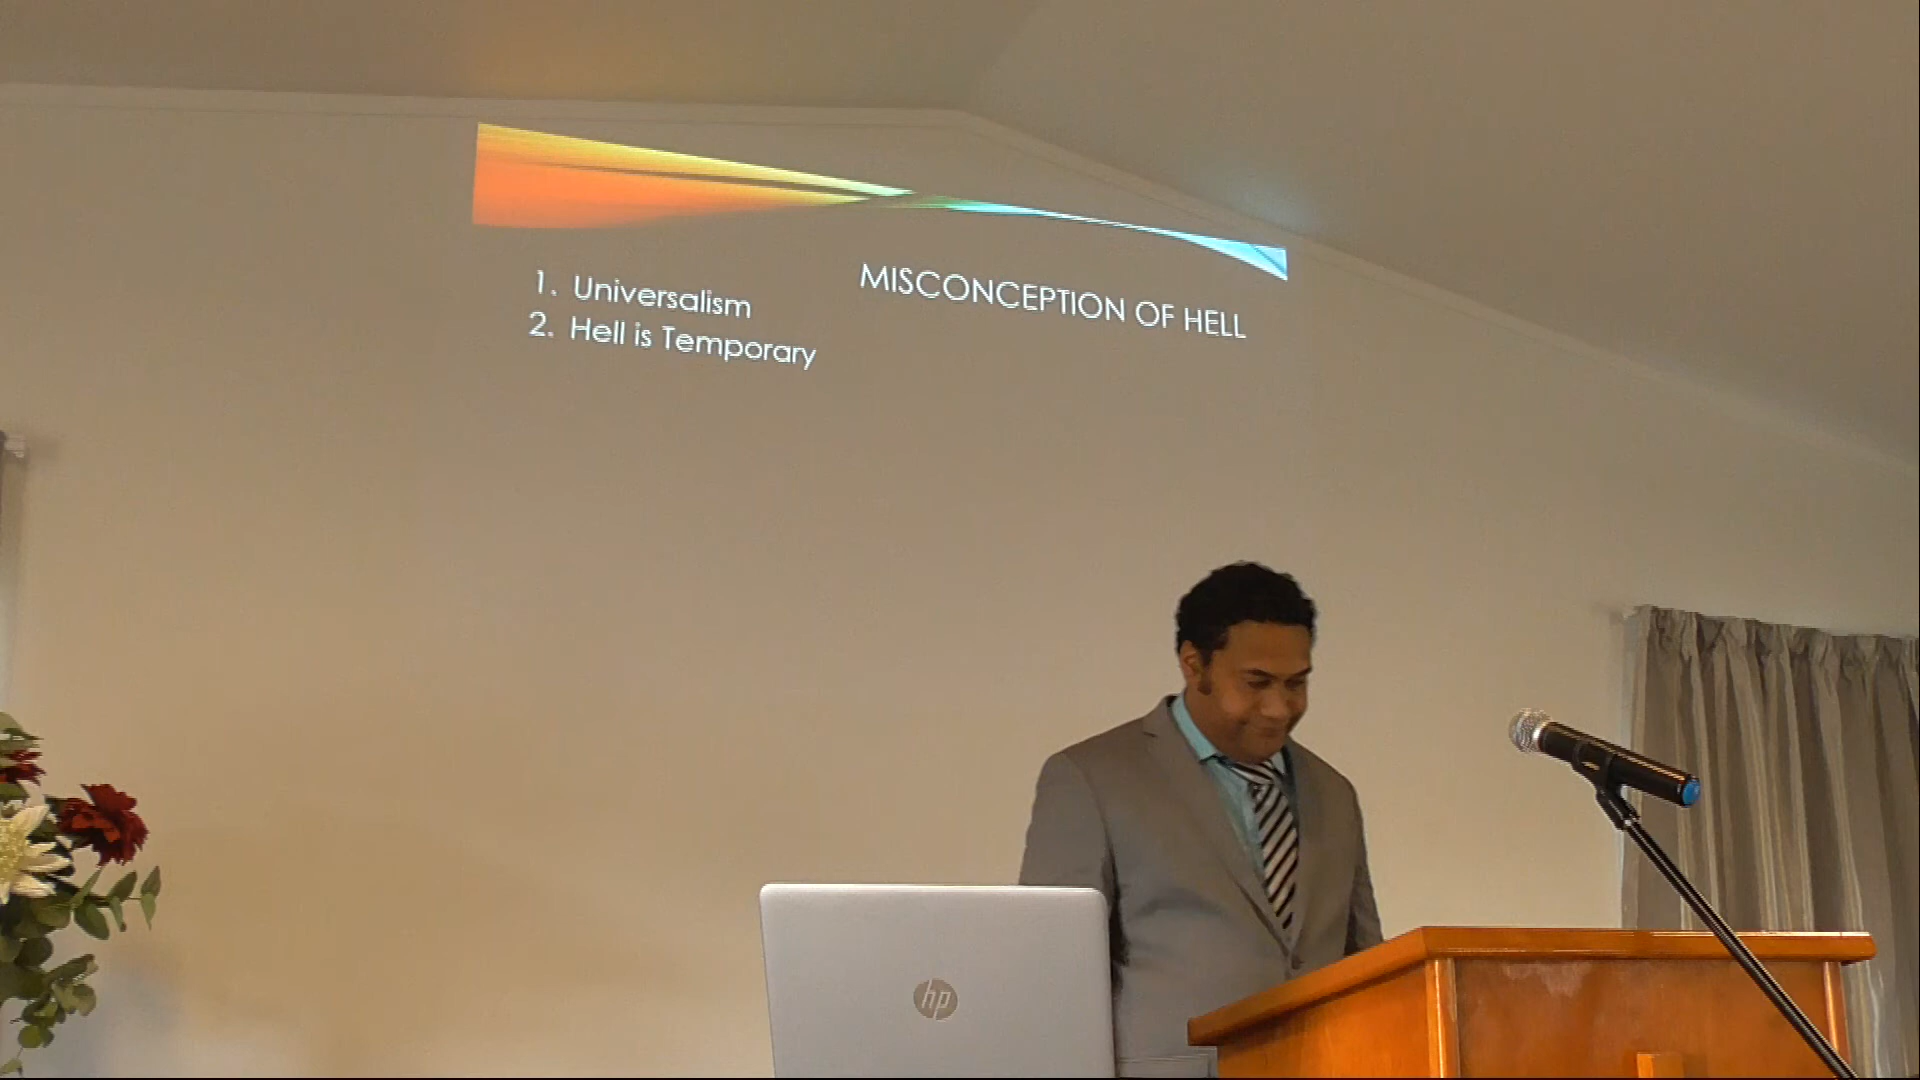 1. Universalism
2. Hell is Temporary
MISCONCEPTION OF HELL
hp